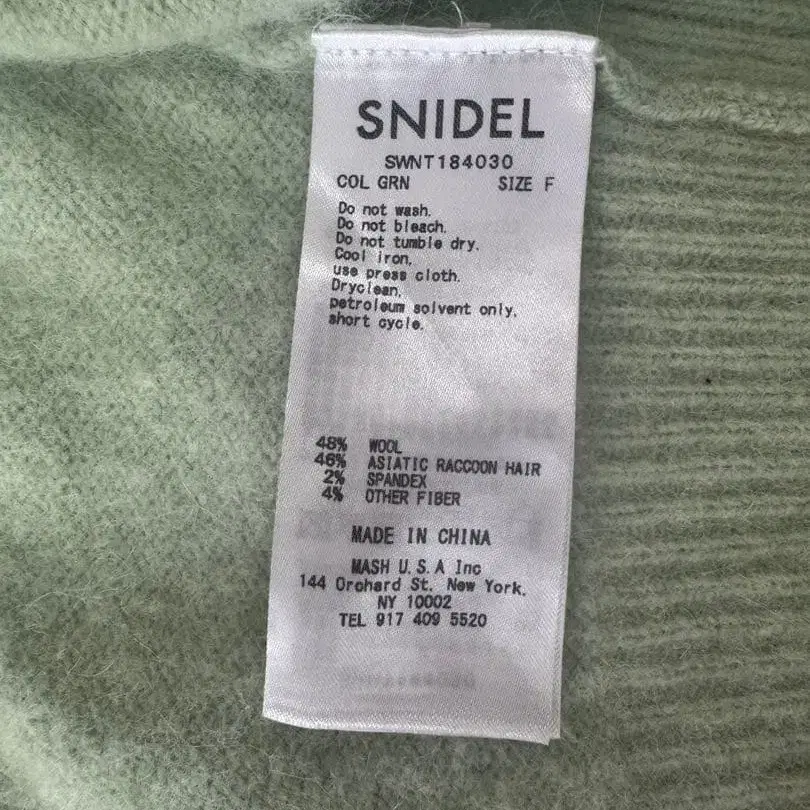 SNIDEL
SWNT184030
COL GRN SIZE F
Do not wash.
Do not bleach.
Do not tumble dry.
Cool iron,
use press cloth.
Dryclean,
petroleum solvent only,
short cycle.
48% WOOL
46% ASIATIC RACCOON HAIR
2% SPANDEX
4% OTHER FIBER
MADE IN CHINA
MASH U.S.A Inc
144 Orchard St. New York,
NY 10002
TEL 917 409 5520